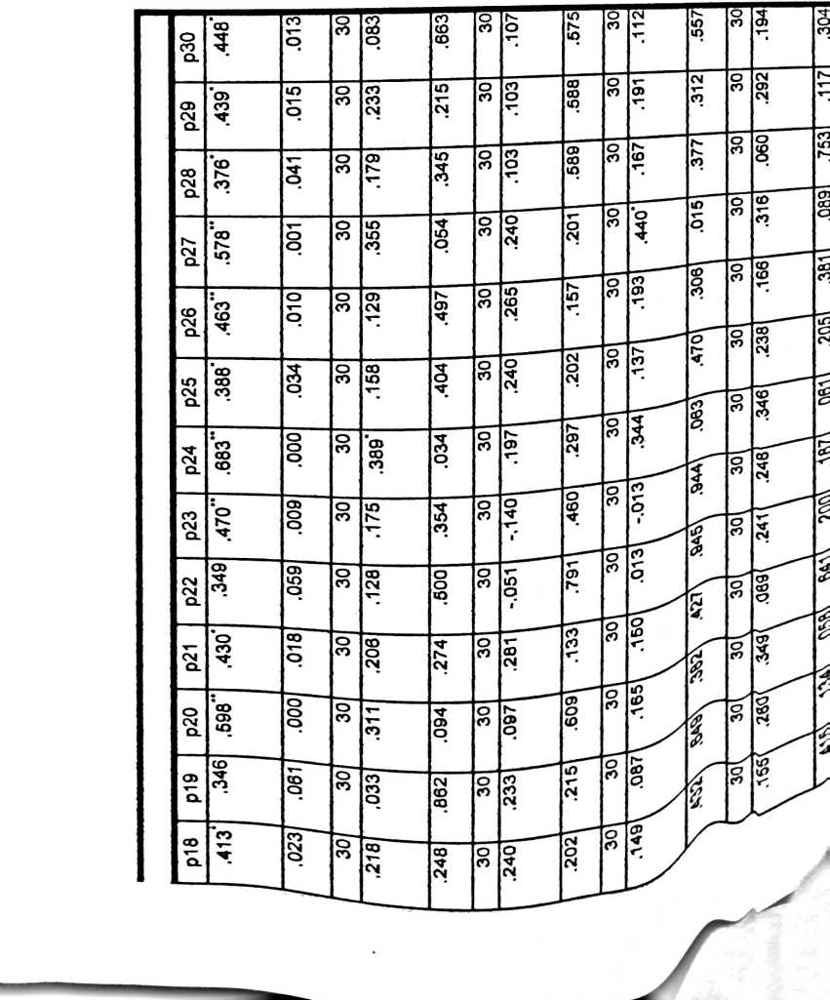 p18 p19 p20 p21 p22 p23 p24 p25 p26 p27 p28 p29 p30
.413* .346 .598** .430* .349 .470** .683** .388* .463** .578** .376* .439* .448*
.023 .061 .000 .018 .059 .009 .000 .034 .010 .001 .041 .015 .013
30 30 30 30 30 30 30 30 30 30 30 30 30
.218 .033 .311 .206 .128 .175 .389* .158 .129 .355 .179 .233 .083
.248 .862 .094 .274 .500 .354 .034 .404 .497 .054 .345 .215 .663
30 30 30 30 30 30 30 30 30 30 30 30 30
.240 .233 .097 .281 -.051 -.140 .197 .240 .265 .240 .103 .103 .107
.202 .215 .609 .133 .791 .460 .297 .202 .157 .201 .589 .588 .575
30 30 30 30 30 30 30 30 30 30 30 30 30
.149 .087 .165 .150 .013 -.013 .344 .137 .193 .440* .167 .191 .112
.432 .649 .382 .427 .945 .944 .063 .470 .306 .015 .377 .312 .557
30 30 30 30 30 30 30 30 30 30 30 30 30
.155 .260 .349 .069 .241 .246 .346 .238 .166 .316 .060 .292 .194
.134 .058 .641 .200 .187 .061 .205 .381 .089 .753 .117 .304